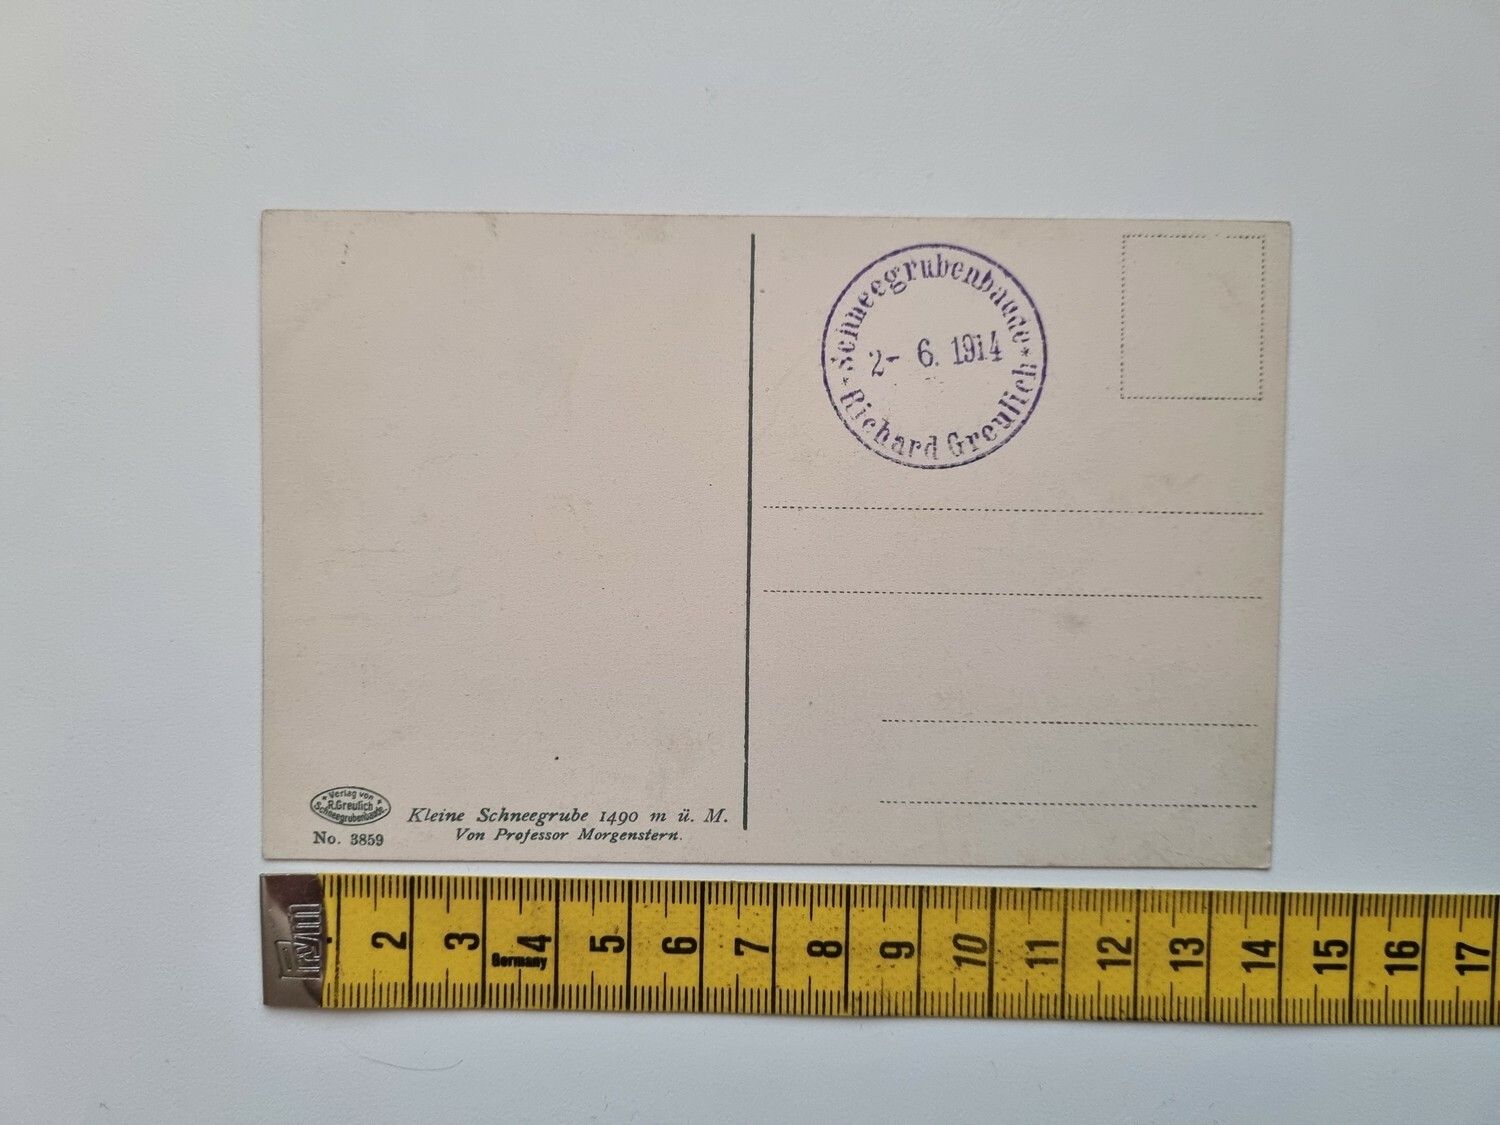 Schneegrubenbaude
2- 6. 1914
* Richard Greulich *
* Verlag von *
R. Greulich
Schneegrubenbaude
No. 3859
Kleine Schneegrube 1490 m ü. M.
Von Professor Morgenstern.
Prym
2 3 4 5 6 7 8 9 10 11 12 13 14 15 16 17
Germany